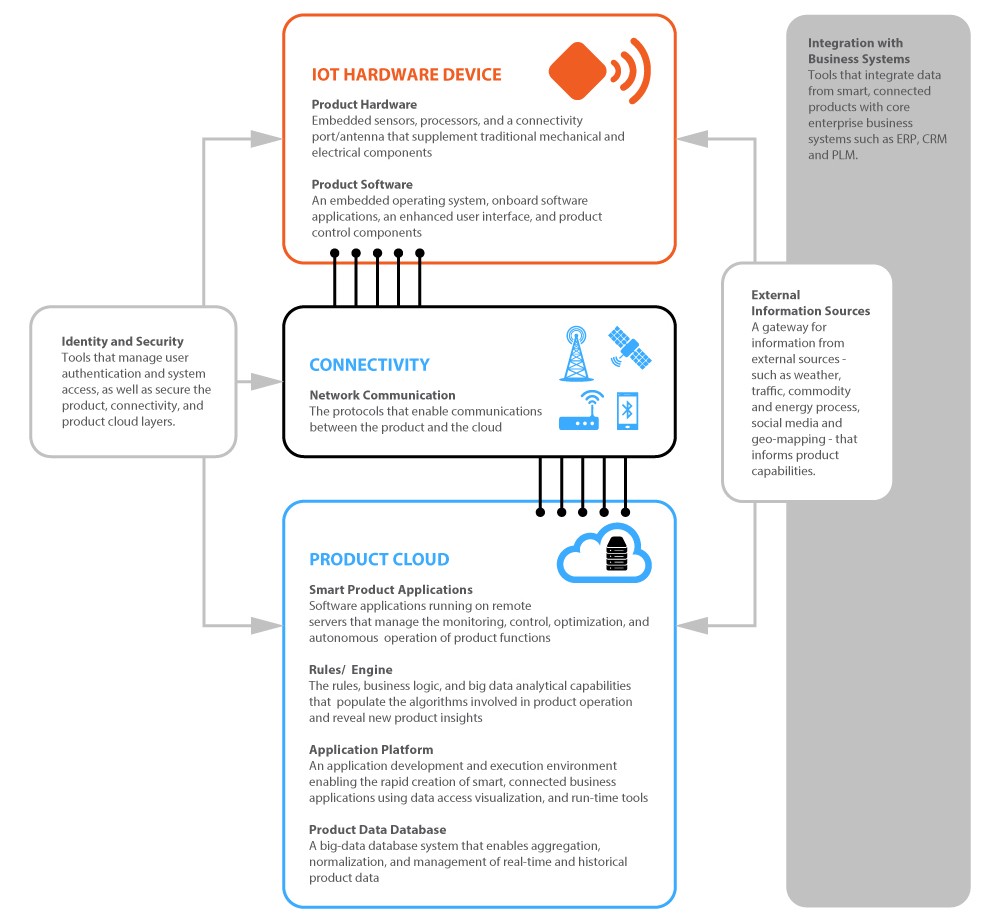 IOT HARDWARE DEVICE
Product Hardware
Embedded sensors, processors, and a connectivity
port/antenna that supplement traditional mechanical and
electrical components
Product Software
An embedded operating system, onboard software
applications, an enhanced user interface, and product
control components
Identity and Security
Tools that manage user
authentication and system
access, as well as secure the
product, connectivity, and
product cloud layers.
CONNECTIVITY
Network Communication
The protocols that enable communications
between the product and the cloud
PRODUCT CLOUD
Smart Product Applications
Software applications running on remote
servers that manage the monitoring, control, optimization, and
autonomous  operation of product functions
Rules/  Engine
The rules, business logic, and big data analytical capabilities
that  populate the algorithms involved in product operation
and reveal new product insights
Application Platform
An application development and execution environment
enabling the rapid creation of smart, connected business
applications using data access visualization, and run-time tools
Product Data Database
A big-data database system that enables aggregation,
normalization, and management of real-time and historical
product data
External
Information Sources
A gateway for
information from
external sources -
such as weather,
traffic, commodity
and energy process,
social media and
geo-mapping - that
informs product
capabilities.
Integration with
Business Systems
Tools that integrate data
from smart, connected
products with core
enterprise business
systems such as ERP, CRM
and PLM.